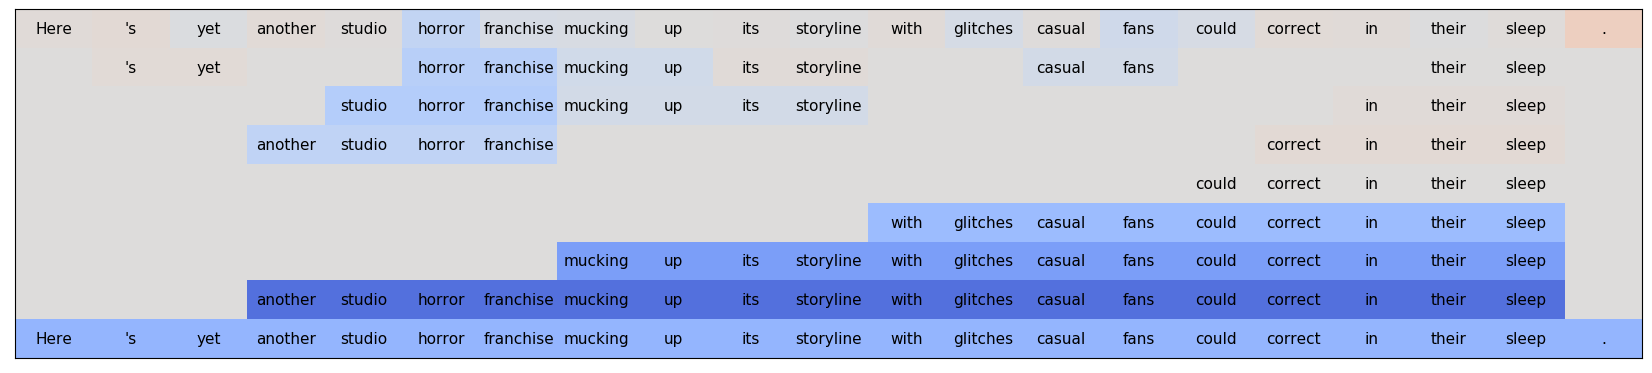 Here 's yet another studio horror franchise mucking up its storyline with glitches casual fans could correct in their sleep .
's yet horror franchise mucking up its storyline casual fans their sleep
studio horror franchise mucking up its storyline in their sleep
another studio horror franchise correct in their sleep
could correct in their sleep
with glitches casual fans could correct in their sleep
mucking up its storyline with glitches casual fans could correct in their sleep
another studio horror franchise mucking up its storyline with glitches casual fans could correct in their sleep
Here 's yet another studio horror franchise mucking up its storyline with glitches casual fans could correct in their sleep .